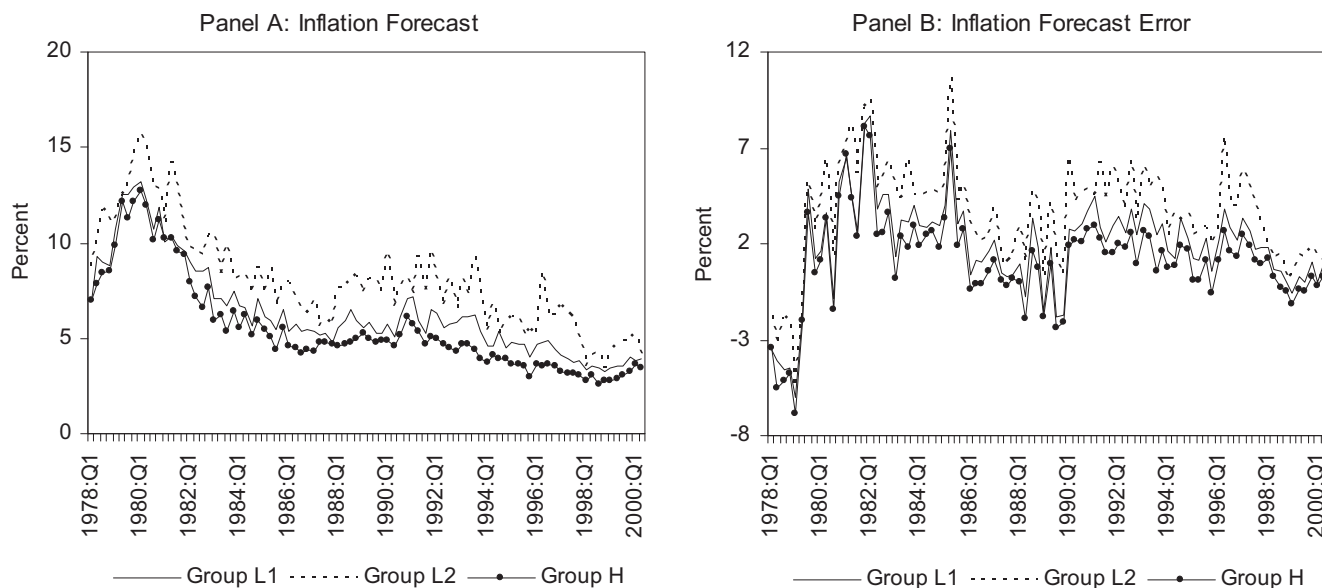 Panel A: Inflation Forecast
20
15
10
5
0
Percent
1978:Q1
1980:Q1
1982:Q1
1984:Q1
1986:Q1
1988:Q1
1990:Q1
1992:Q1
1994:Q1
1996:Q1
1998:Q1
2000:Q1
Group L1 Group L2 Group H
Panel B: Inflation Forecast Error
12
7
2
-3
-8
Percent
1978:Q1
1980:Q1
1982:Q1
1984:Q1
1986:Q1
1988:Q1
1990:Q1
1992:Q1
1994:Q1
1996:Q1
1998:Q1
2000:Q1
Group L1 Group L2 Group H